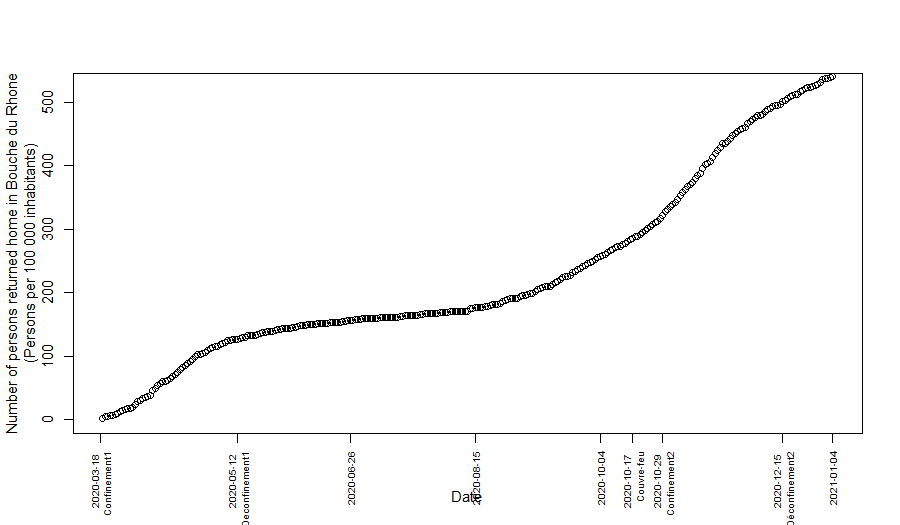 Number of persons returned home in Bouche du Rhone
(Persons per 100 000 inhabitants)
500
400
300
200
100
0
2020-03-18
Confinement1
2020-05-12
Déconfinement1
2020-06-26
2020-08-15
2020-10-04
2020-10-17
Couvre-feu
2020-10-29
Confinement2
2020-12-15
Déconfinement2
2021-01-04
Date